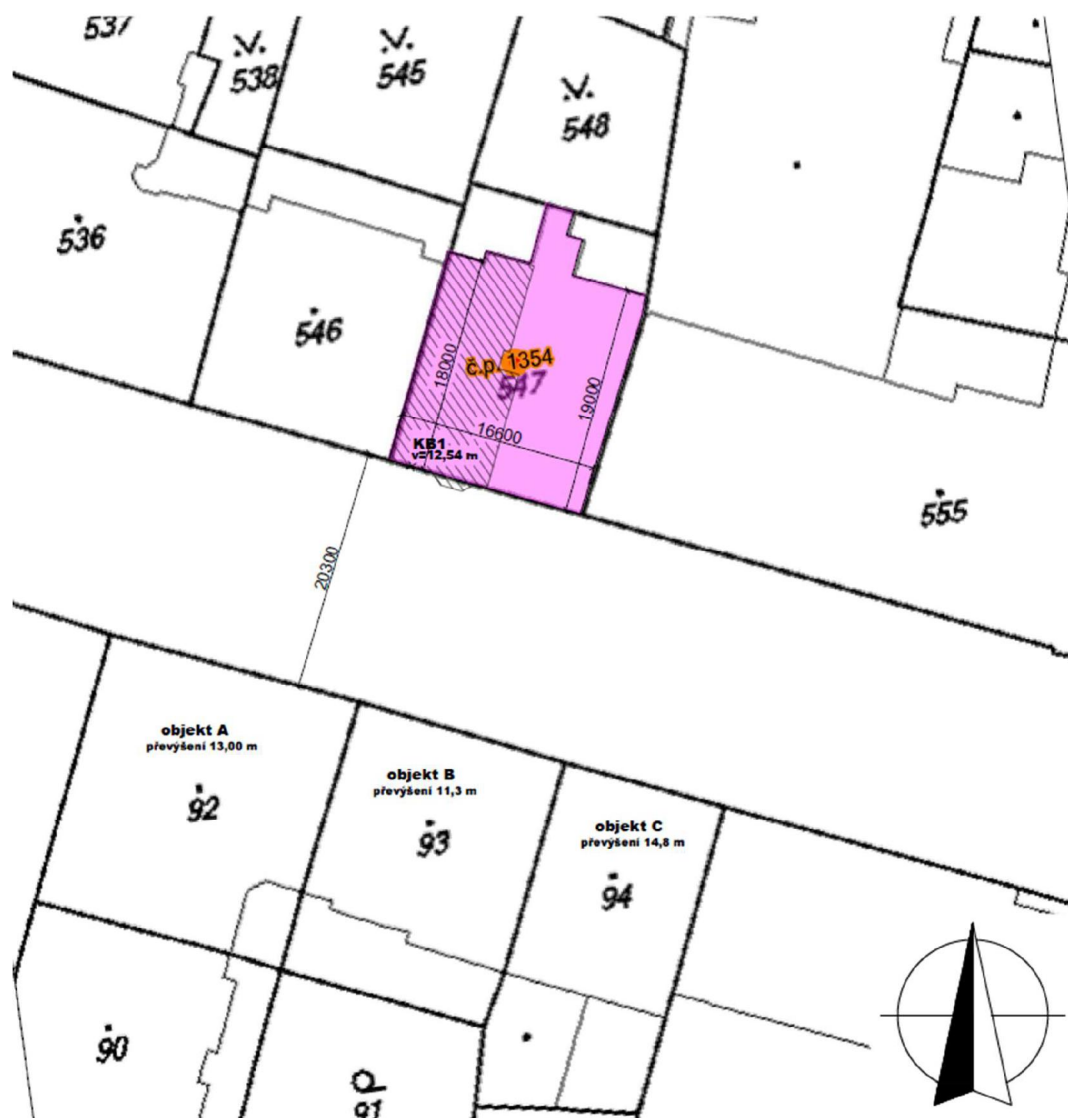 537
538
545
548
536
546
č.p. 1354
547
18000
19000
16600
KB1
v=12,54 m
555
20300
objekt A
převýšení 13,00 m
92
objekt B
převýšení 11,3 m
93
objekt C
převýšení 14,8 m
94
90
91